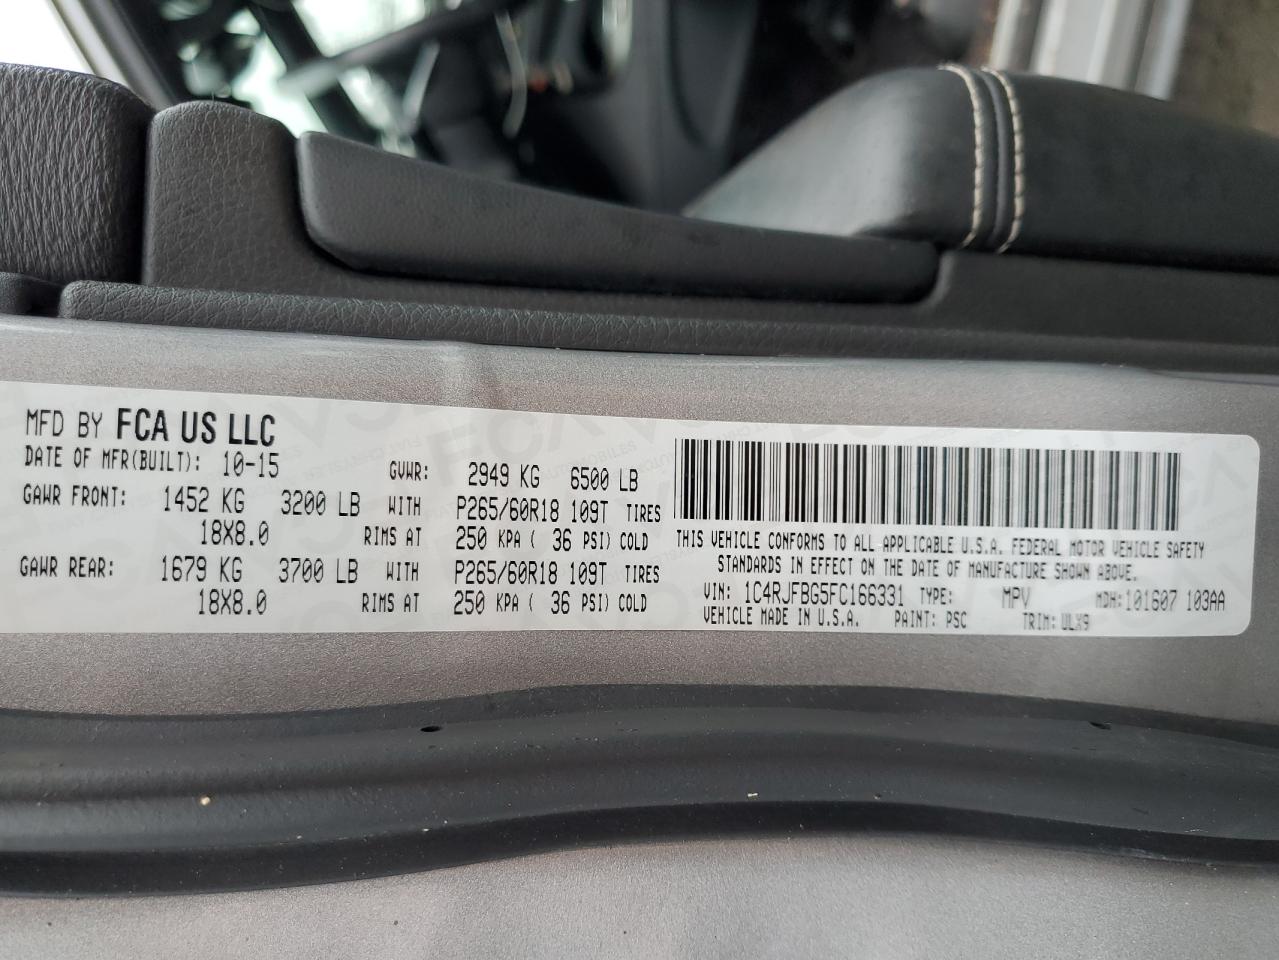 MFD BY FCA US LLC
DATE OF MFR(BUILT): 10-15 GVWR: 2949 KG 6500 LB
GAWR FRONT: 1452 KG 3200 LB WITH P265/60R18 109T TIRES
18X8.0 RIMS AT 250 KPA ( 36 PSI) COLD
GAWR REAR: 1679 KG 3700 LB WITH P265/60R18 109T TIRES
18X8.0 RIMS AT 250 KPA ( 36 PSI) COLD
THIS VEHICLE CONFORMS TO ALL APPLICABLE U.S.A. FEDERAL MOTOR VEHICLE SAFETY
STANDARDS IN EFFECT ON THE DATE OF MANUFACTURE SHOWN ABOVE.
VIN: 1C4RJFBG5FC166331 TYPE: MPV MDH: 101607 103AA
VEHICLE MADE IN U.S.A. PAINT: PSC TRIM: ULX9